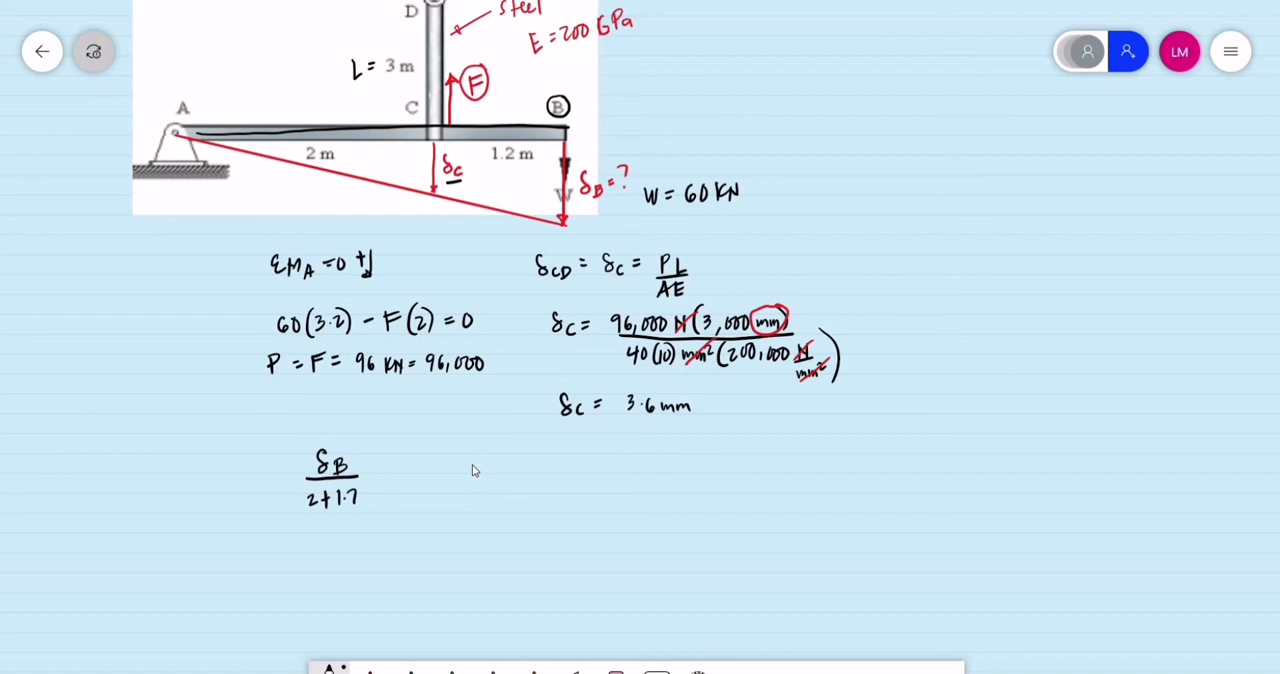 LM
D
Steel
E = 200 GPa
L = 3 m
F
A
C
B
2 m
δc
1.2 m
W
δB = ?
W = 60 KN
ΣMA = 0 +
δCD = δC = PL
AE
60(3.2) - F(2) = 0
δC = 96,000 N (3,000 mm)
40(10) mm² (200,000 N
mm²)
P = F = 96 KN = 96,000
δC = 3.6 mm
δB
2+1.7